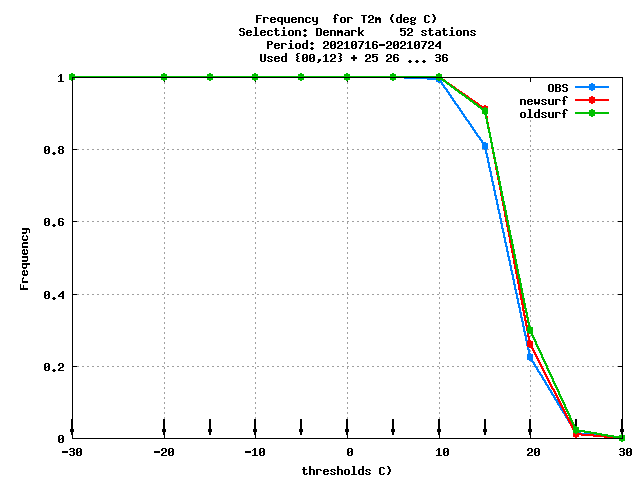 Frequency  for T2m (deg C)
Selection: Denmark     52 stations
Period: 20210716-20210724
Used {00,12} + 25 26 ... 36
OBS
newsurf
oldsurf
1
0.8
0.6
0.4
0.2
0
Frequency
-30 -20 -10 0 10 20 30
thresholds C)